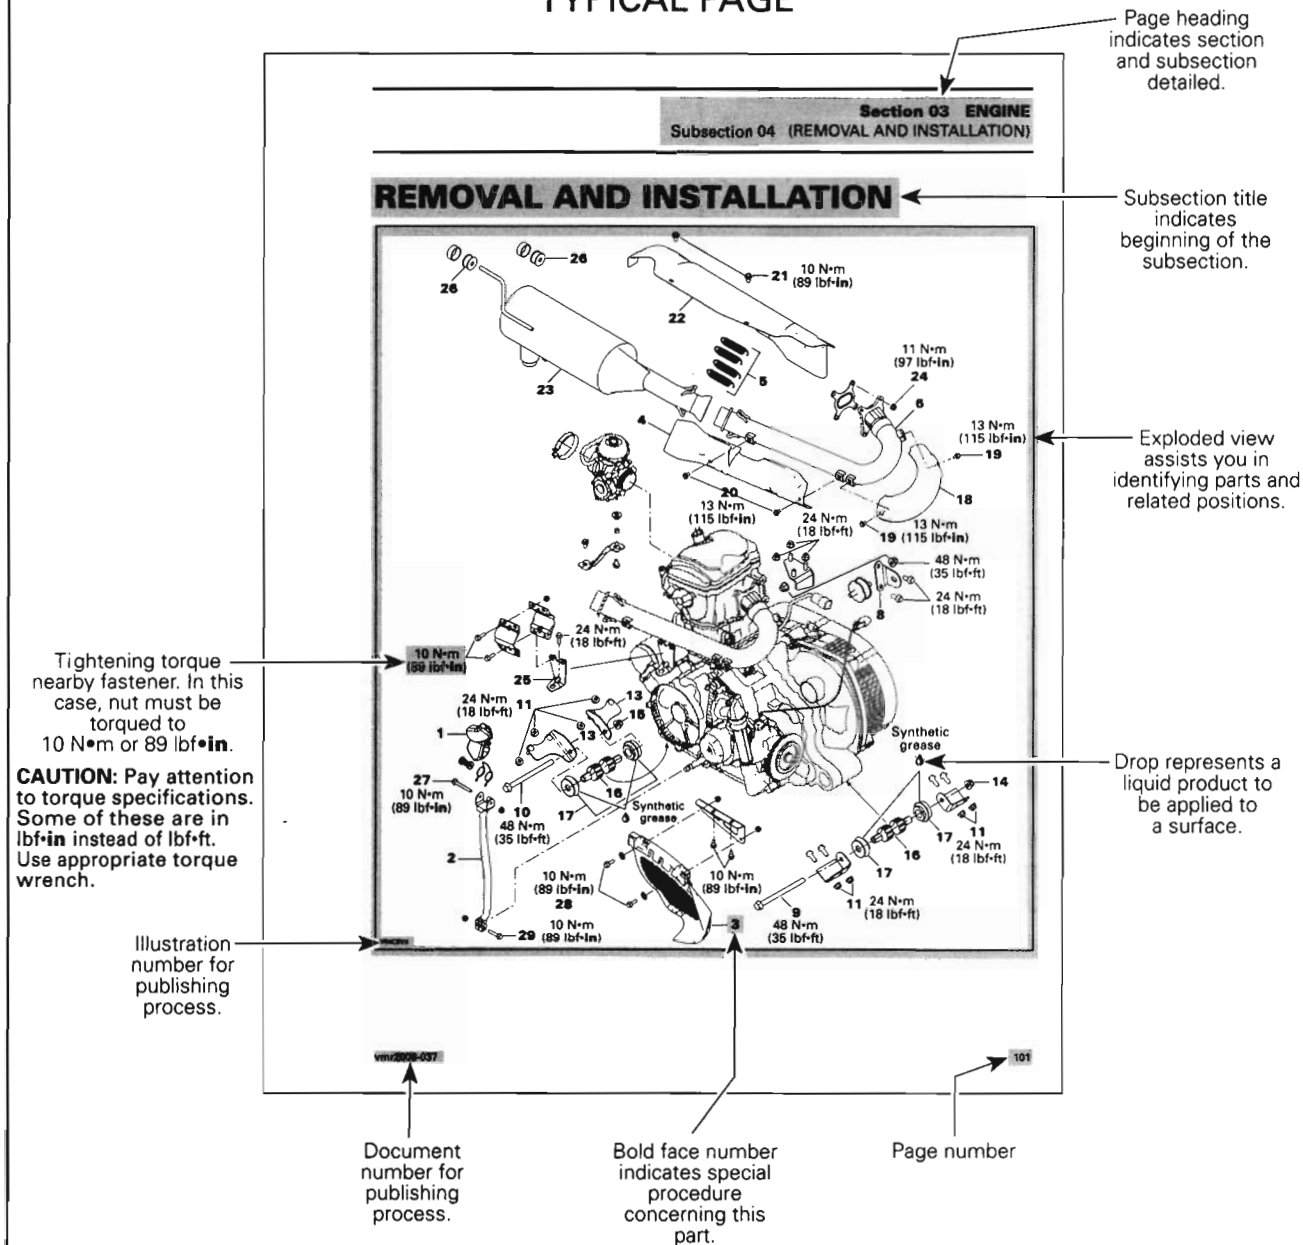 TYPICAL PAGE
Page heading
indicates section
and subsection
detailed.
Section 03 ENGINE
Subsection 04 (REMOVAL AND INSTALLATION)
REMOVAL AND INSTALLATION
Subsection title
indicates
beginning of the
subsection.
26
26
21
10 N•m
(89 lbf•in)
22
23
5
11 N•m
(97 lbf•in)
24
6
4
13 N•m
(115 lbf•in)
19
18
Exploded view
assists you in
identifying parts and
related positions.
20
13 N•m
(115 lbf•in)
24 N•m
(18 lbf•ft)
13 N•m
19 (115 lbf•in)
48 N•m
(35 lbf•ft)
24 N•m
(18 lbf•ft)
8
24 N•m
(18 lbf•ft)
10 N•m
(89 lbf•in)
25
Tightening torque
nearby fastener. In this
case, nut must be
torqued to
10 N•m or 89 lbf•in.
CAUTION: Pay attention
to torque specifications.
Some of these are in
lbf•in instead of lbf•ft.
Use appropriate torque
wrench.
24 N•m
(18 lbf•ft)
11
13
15
13
1
27
10 N•m
(89 lbf•in)
10
48 N•m
(35 lbf•ft)
16
17
Synthetic
grease
Synthetic
grease
Drop represents a
liquid product to
be applied to
a surface.
14
11
24 N•m
(18 lbf•ft)
17
16
17
11
24 N•m
(18 lbf•ft)
9
48 N•m
(35 lbf•ft)
2
10 N•m
(89 lbf•in)
28
10 N•m
(89 lbf•in)
29
10 N•m
(89 lbf•in)
3
Illustration
number for
publishing
process.
vmr2006-037
101
Document
number for
publishing
process.
Bold face number
indicates special
procedure
concerning this
part.
Page number